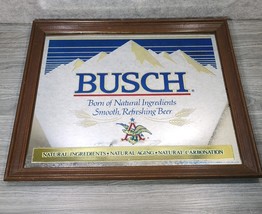 BUSCH®
Born of Natural Ingredients
Smooth, Refreshing Beer
NATURAL INGREDIENTS • NATURAL AGING • NATURAL CARBONATION